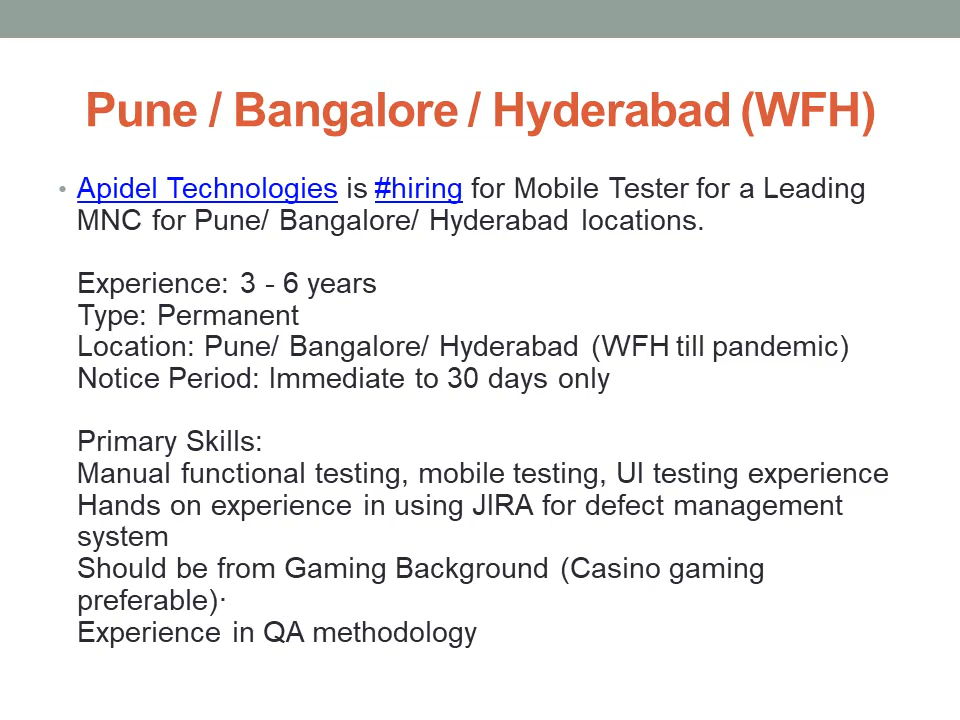 Pune / Bangalore / Hyderabad (WFH)
• Apidel Technologies is #hiring for Mobile Tester for a Leading
MNC for Pune/ Bangalore/ Hyderabad locations.
Experience: 3 - 6 years
Type: Permanent
Location: Pune/ Bangalore/ Hyderabad (WFH till pandemic)
Notice Period: Immediate to 30 days only
Primary Skills:
Manual functional testing, mobile testing, UI testing experience
Hands on experience in using JIRA for defect management
system
Should be from Gaming Background (Casino gaming
preferable)·
Experience in QA methodology